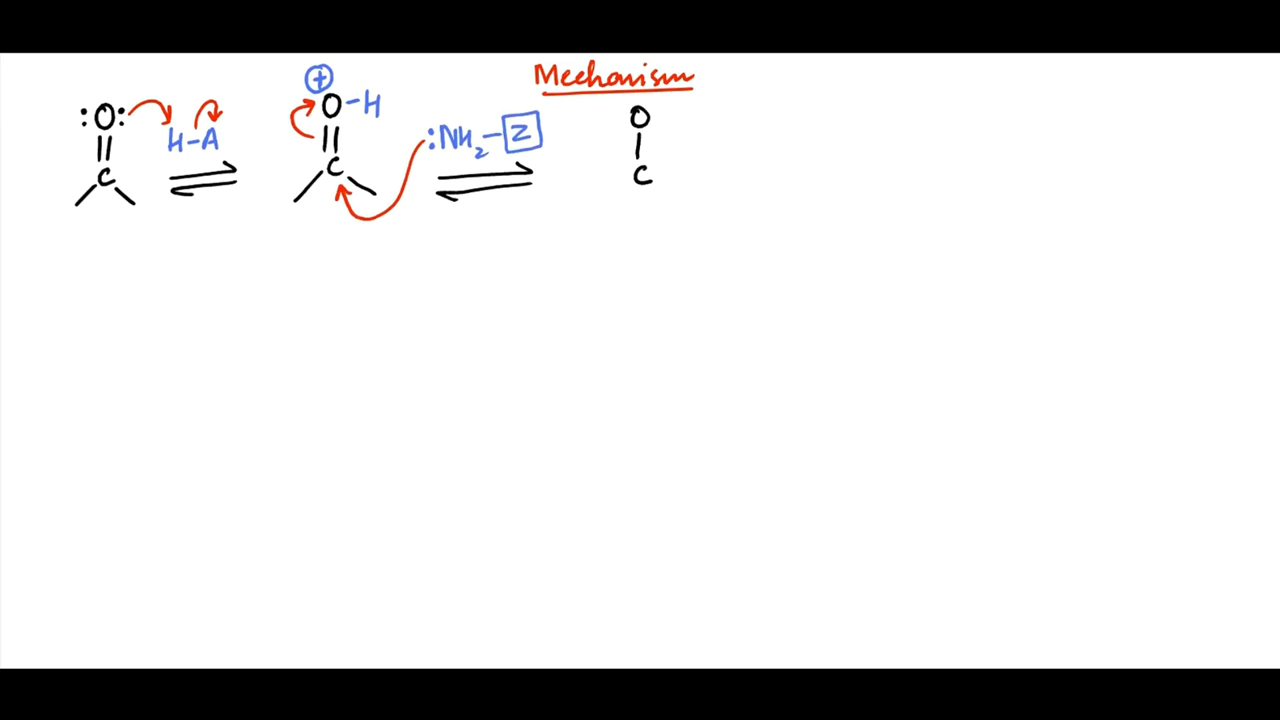 Mechanism
:O: H-A
C
⊕
O-H :NH₂-Z
C
O
C